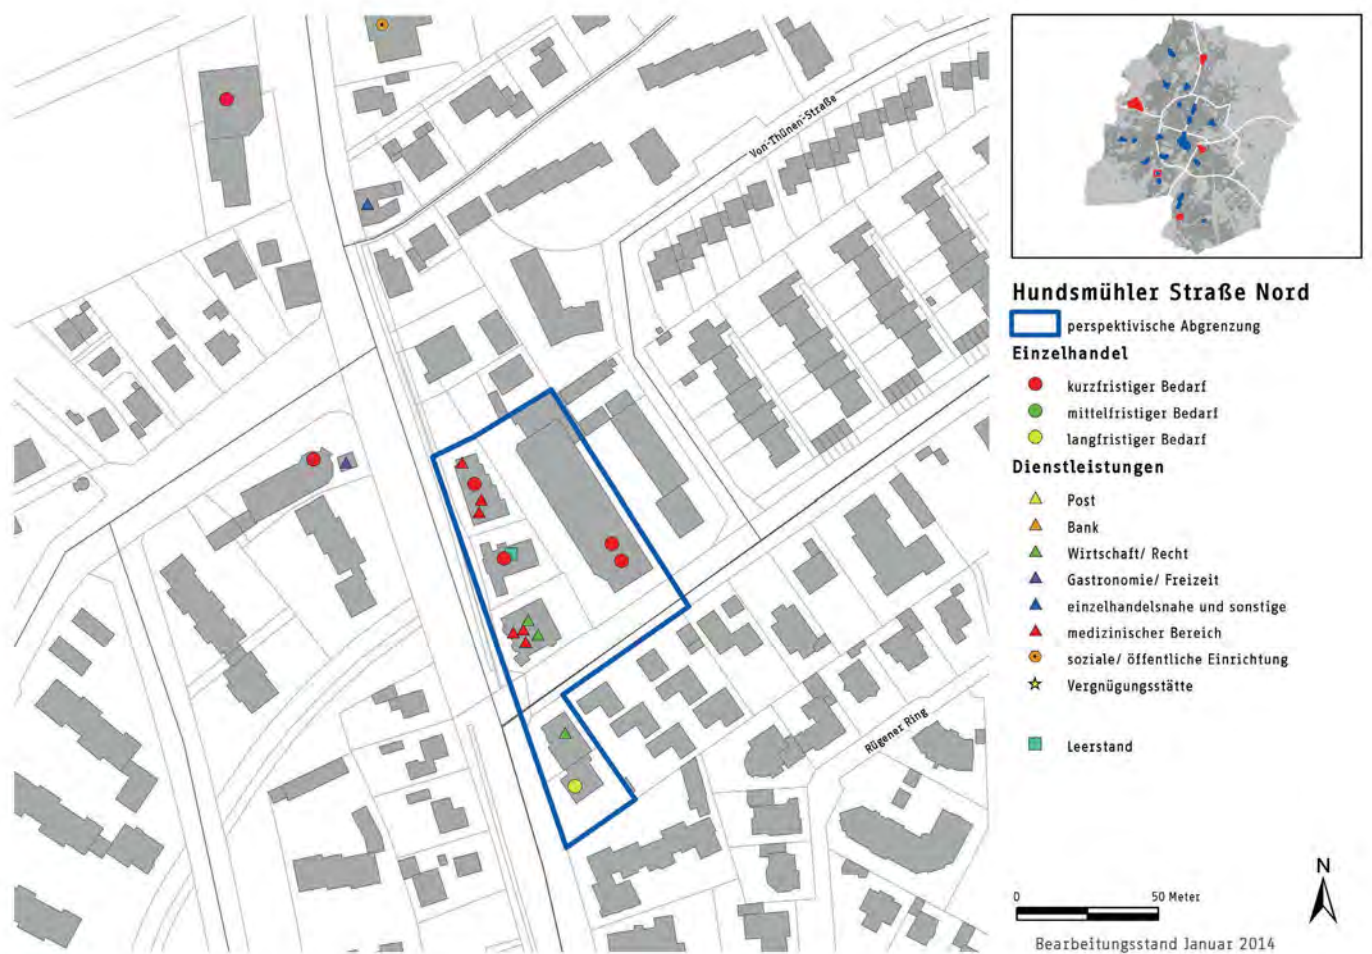 Von-Thünen-Straße
Rügener Ring
Hundsmühler Straße Nord
perspektivische Abgrenzung
Einzelhandel
kurzfristiger Bedarf
mittelfristiger Bedarf
langfristiger Bedarf
Dienstleistungen
Post
Bank
Wirtschaft/ Recht
Gastronomie/ Freizeit
einzelhandelsnahe und sonstige
medizinischer Bereich
soziale/ öffentliche Einrichtung
Vergnügungsstätte
Leerstand
N
0 50 Meter
Bearbeitungsstand Januar 2014